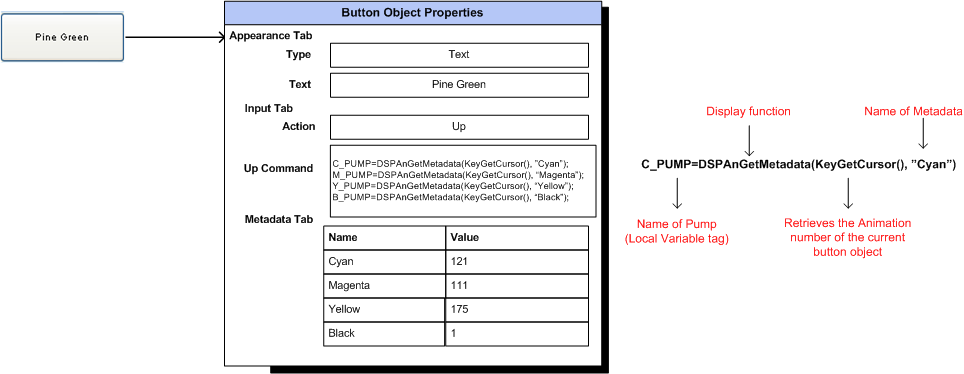 Pine Green
Button Object Properties
Appearance Tab
Type
Text
Text
Pine Green
Input Tab
Action
Up
Up Command
C_PUMP=DSPAnGetMetadata(KeyGetCursor(), "Cyan");
M_PUMP=DSPAnGetMetadata(KeyGetCursor(), "Magenta");
Y_PUMP=DSPAnGetMetadata(KeyGetCursor(), "Yellow");
B_PUMP=DSPAnGetMetadata(KeyGetCursor(), "Black");
Metadata Tab
Name Value
Cyan 121
Magenta 111
Yellow 175
Black 1
Display function
Name of Metadata
C_PUMP=DSPAnGetMetadata(KeyGetCursor(), ”Cyan”)
Name of Pump
(Local Variable tag)
Retrieves the Animation
number of the current
button object